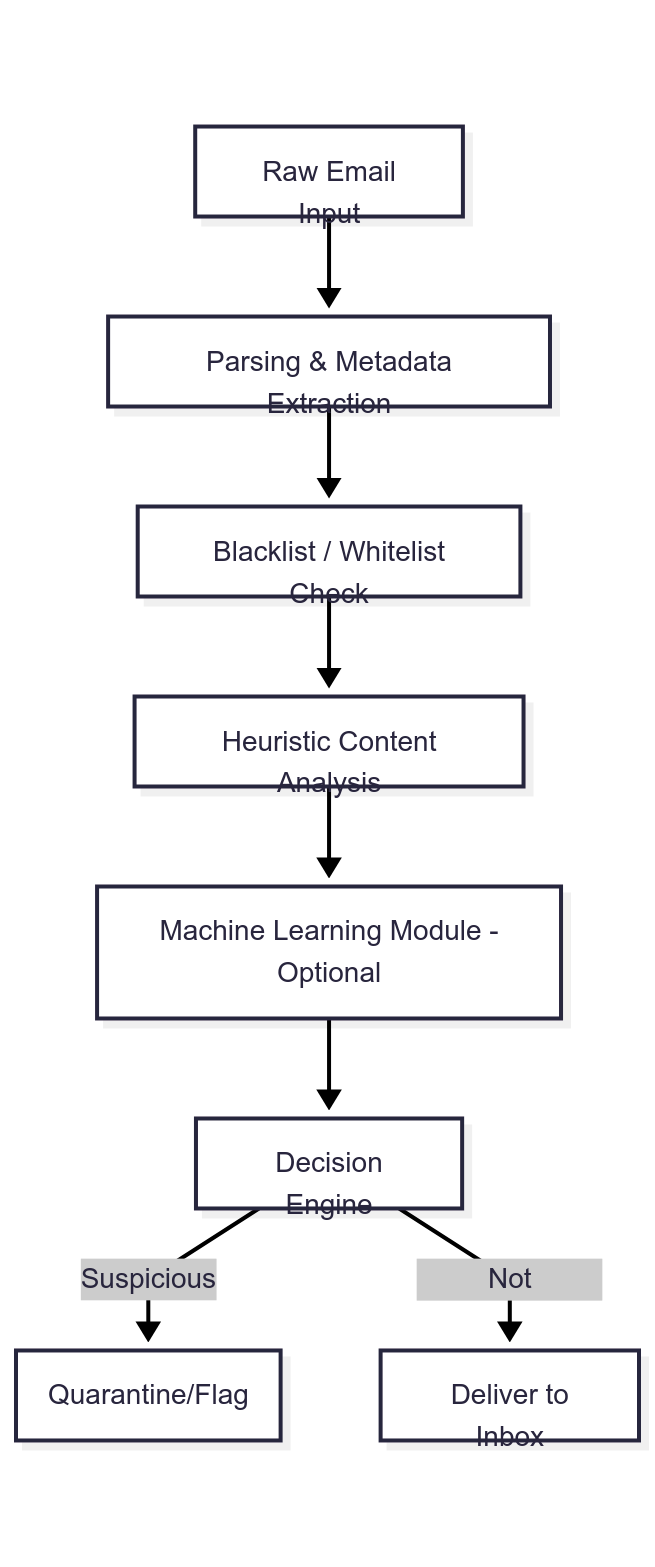 Raw Email
Input
Parsing & Metadata
Extraction
Blacklist / Whitelist
Check
Heuristic Content
Analysis
Machine Learning Module -
Optional
Decision
Engine
Suspicious
Not
Quarantine/Flag
Deliver to
Inbox